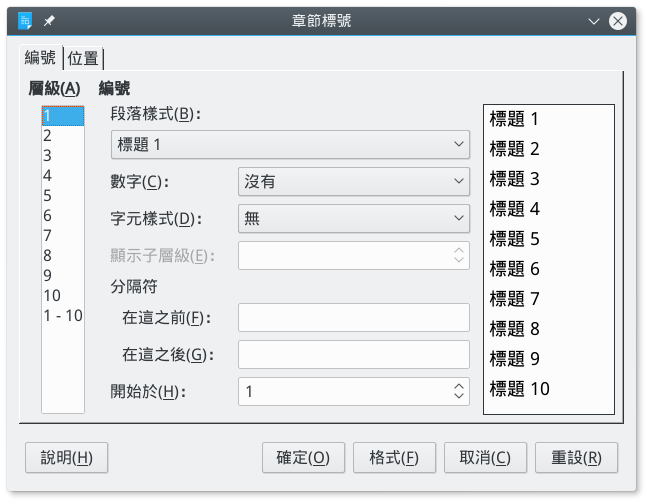 章節標號
編號 位置
層級(A) 編號
1
2
3
4
5
6
7
8
9
10
1 - 10
段落樣式(B):
標題 1
數字(C): 沒有
字元樣式(D): 無
顯示子層級(E):
分隔符
在這之前(F):
在這之後(G):
開始於(H): 1
標題 1
標題 2
標題 3
標題 4
標題 5
標題 6
標題 7
標題 8
標題 9
標題 10
說明(H) 確定(O) 格式(F) 取消(C) 重設(R)